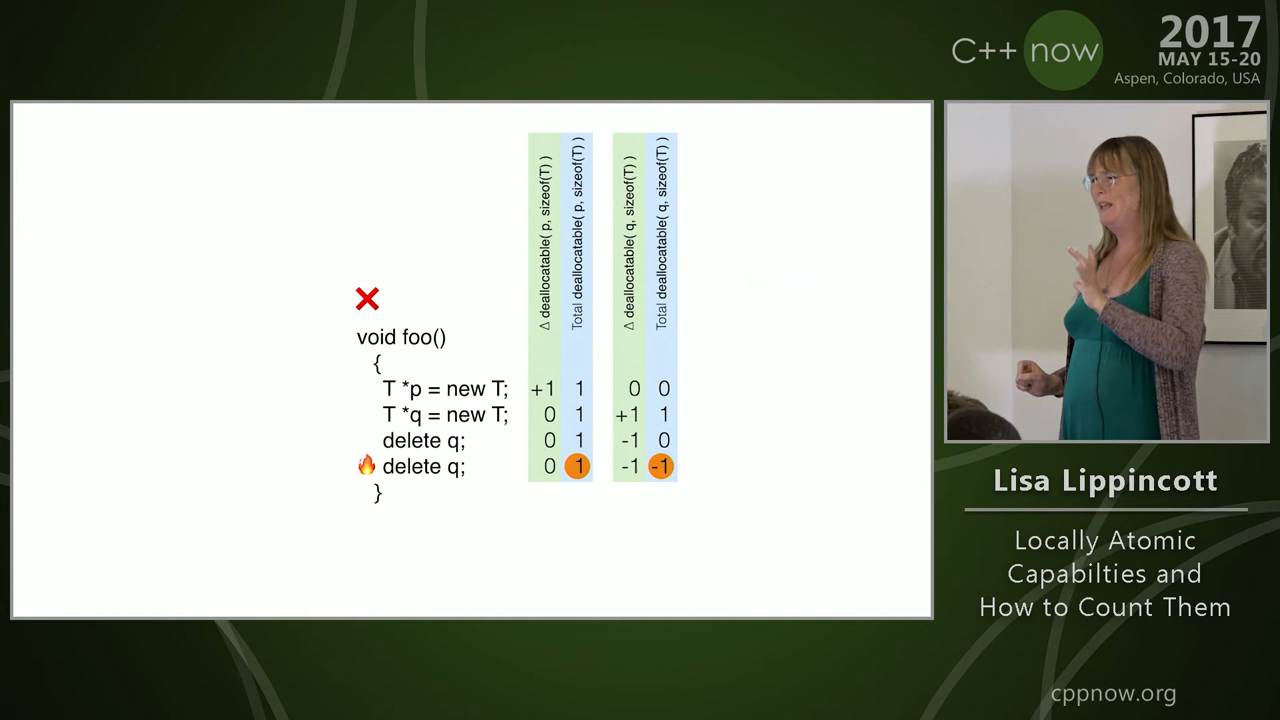 C++ now
2017
MAY 15-20
Aspen, Colorado, USA
Δ deallocatable( p, sizeof(T) )
Total deallocatable( p, sizeof(T) )
Δ deallocatable( q, sizeof(T) )
Total deallocatable( q, sizeof(T) )
void foo()
{
T *p = new T; +1 1 0 0
T *q = new T; 0 1 +1 1
delete q; 0 1 -1 0
delete q; 0 1 -1 -1
}
Lisa Lippincott
Locally Atomic
Capabilties and
How to Count Them
cppnow.org